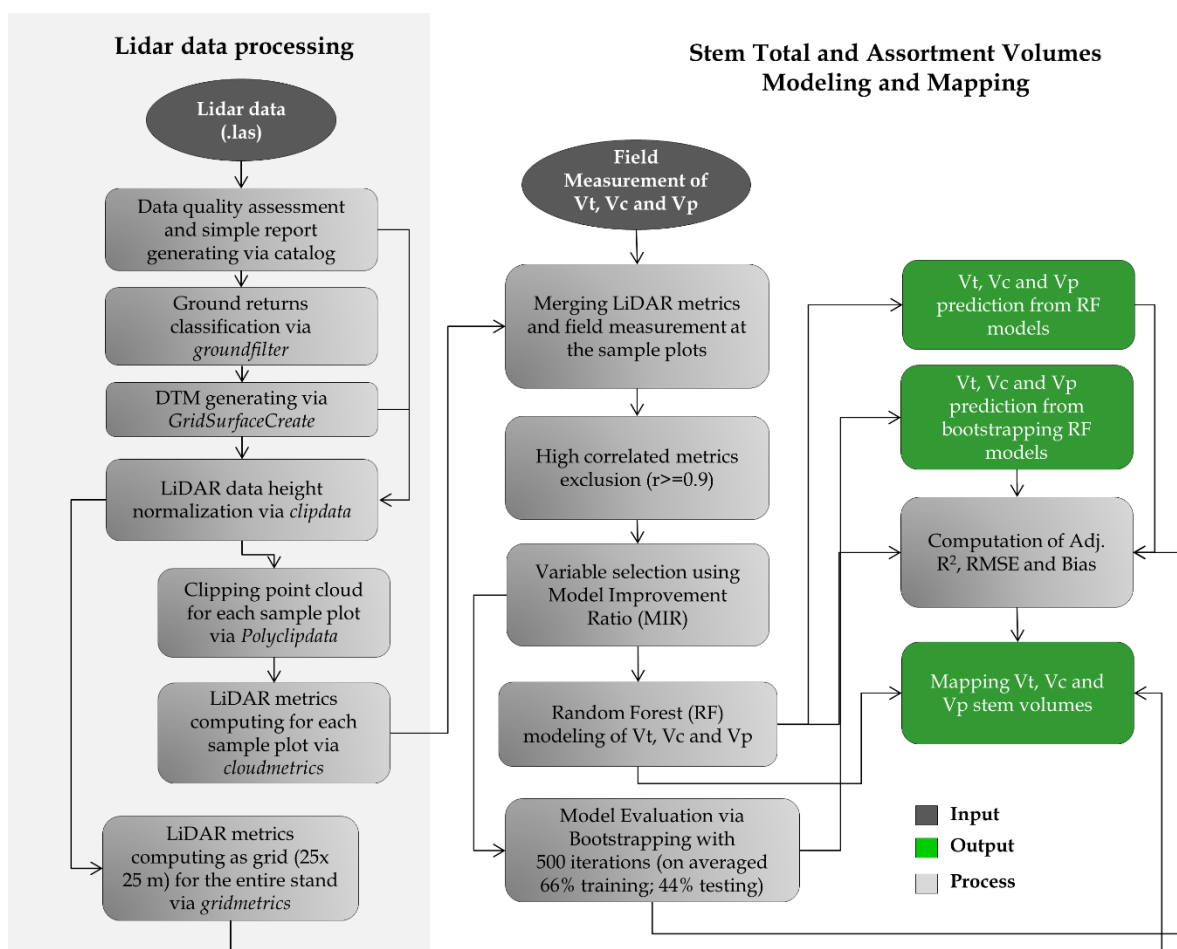 Lidar data processing
Lidar data
(.las)
Data quality assessment
and simple report
generating via catalog
Ground returns
classification via
groundfilter
DTM generating via
GridSurfaceCreate
LiDAR data height
normalization via clipdata
Clipping point cloud
for each sample plot
via Polyclipdata
LiDAR metrics
computing for each
sample plot via
cloudmetrics
LiDAR metrics
computing as grid (25x
25 m) for the entire stand
via gridmetrics
Stem Total and Assortment Volumes
Modeling and Mapping
Field
Measurement of
Vt, Vc and Vp
Merging LiDAR metrics
and field measurement at
the sample plots
High correlated metrics
exclusion (r>=0.9)
Variable selection using
Model Improvement
Ratio (MIR)
Random Forest (RF)
modeling of Vt, Vc and Vp
Model Evaluation via
Bootstrapping with
500 iterations (on averaged
66% training; 44% testing)
Vt, Vc and Vp
prediction from RF
models
Vt, Vc and Vp
prediction from
bootstrapping RF
models
Computation of Adj.
R², RMSE and Bias
Mapping Vt, Vc and
Vp stem volumes
Input
Output
Process